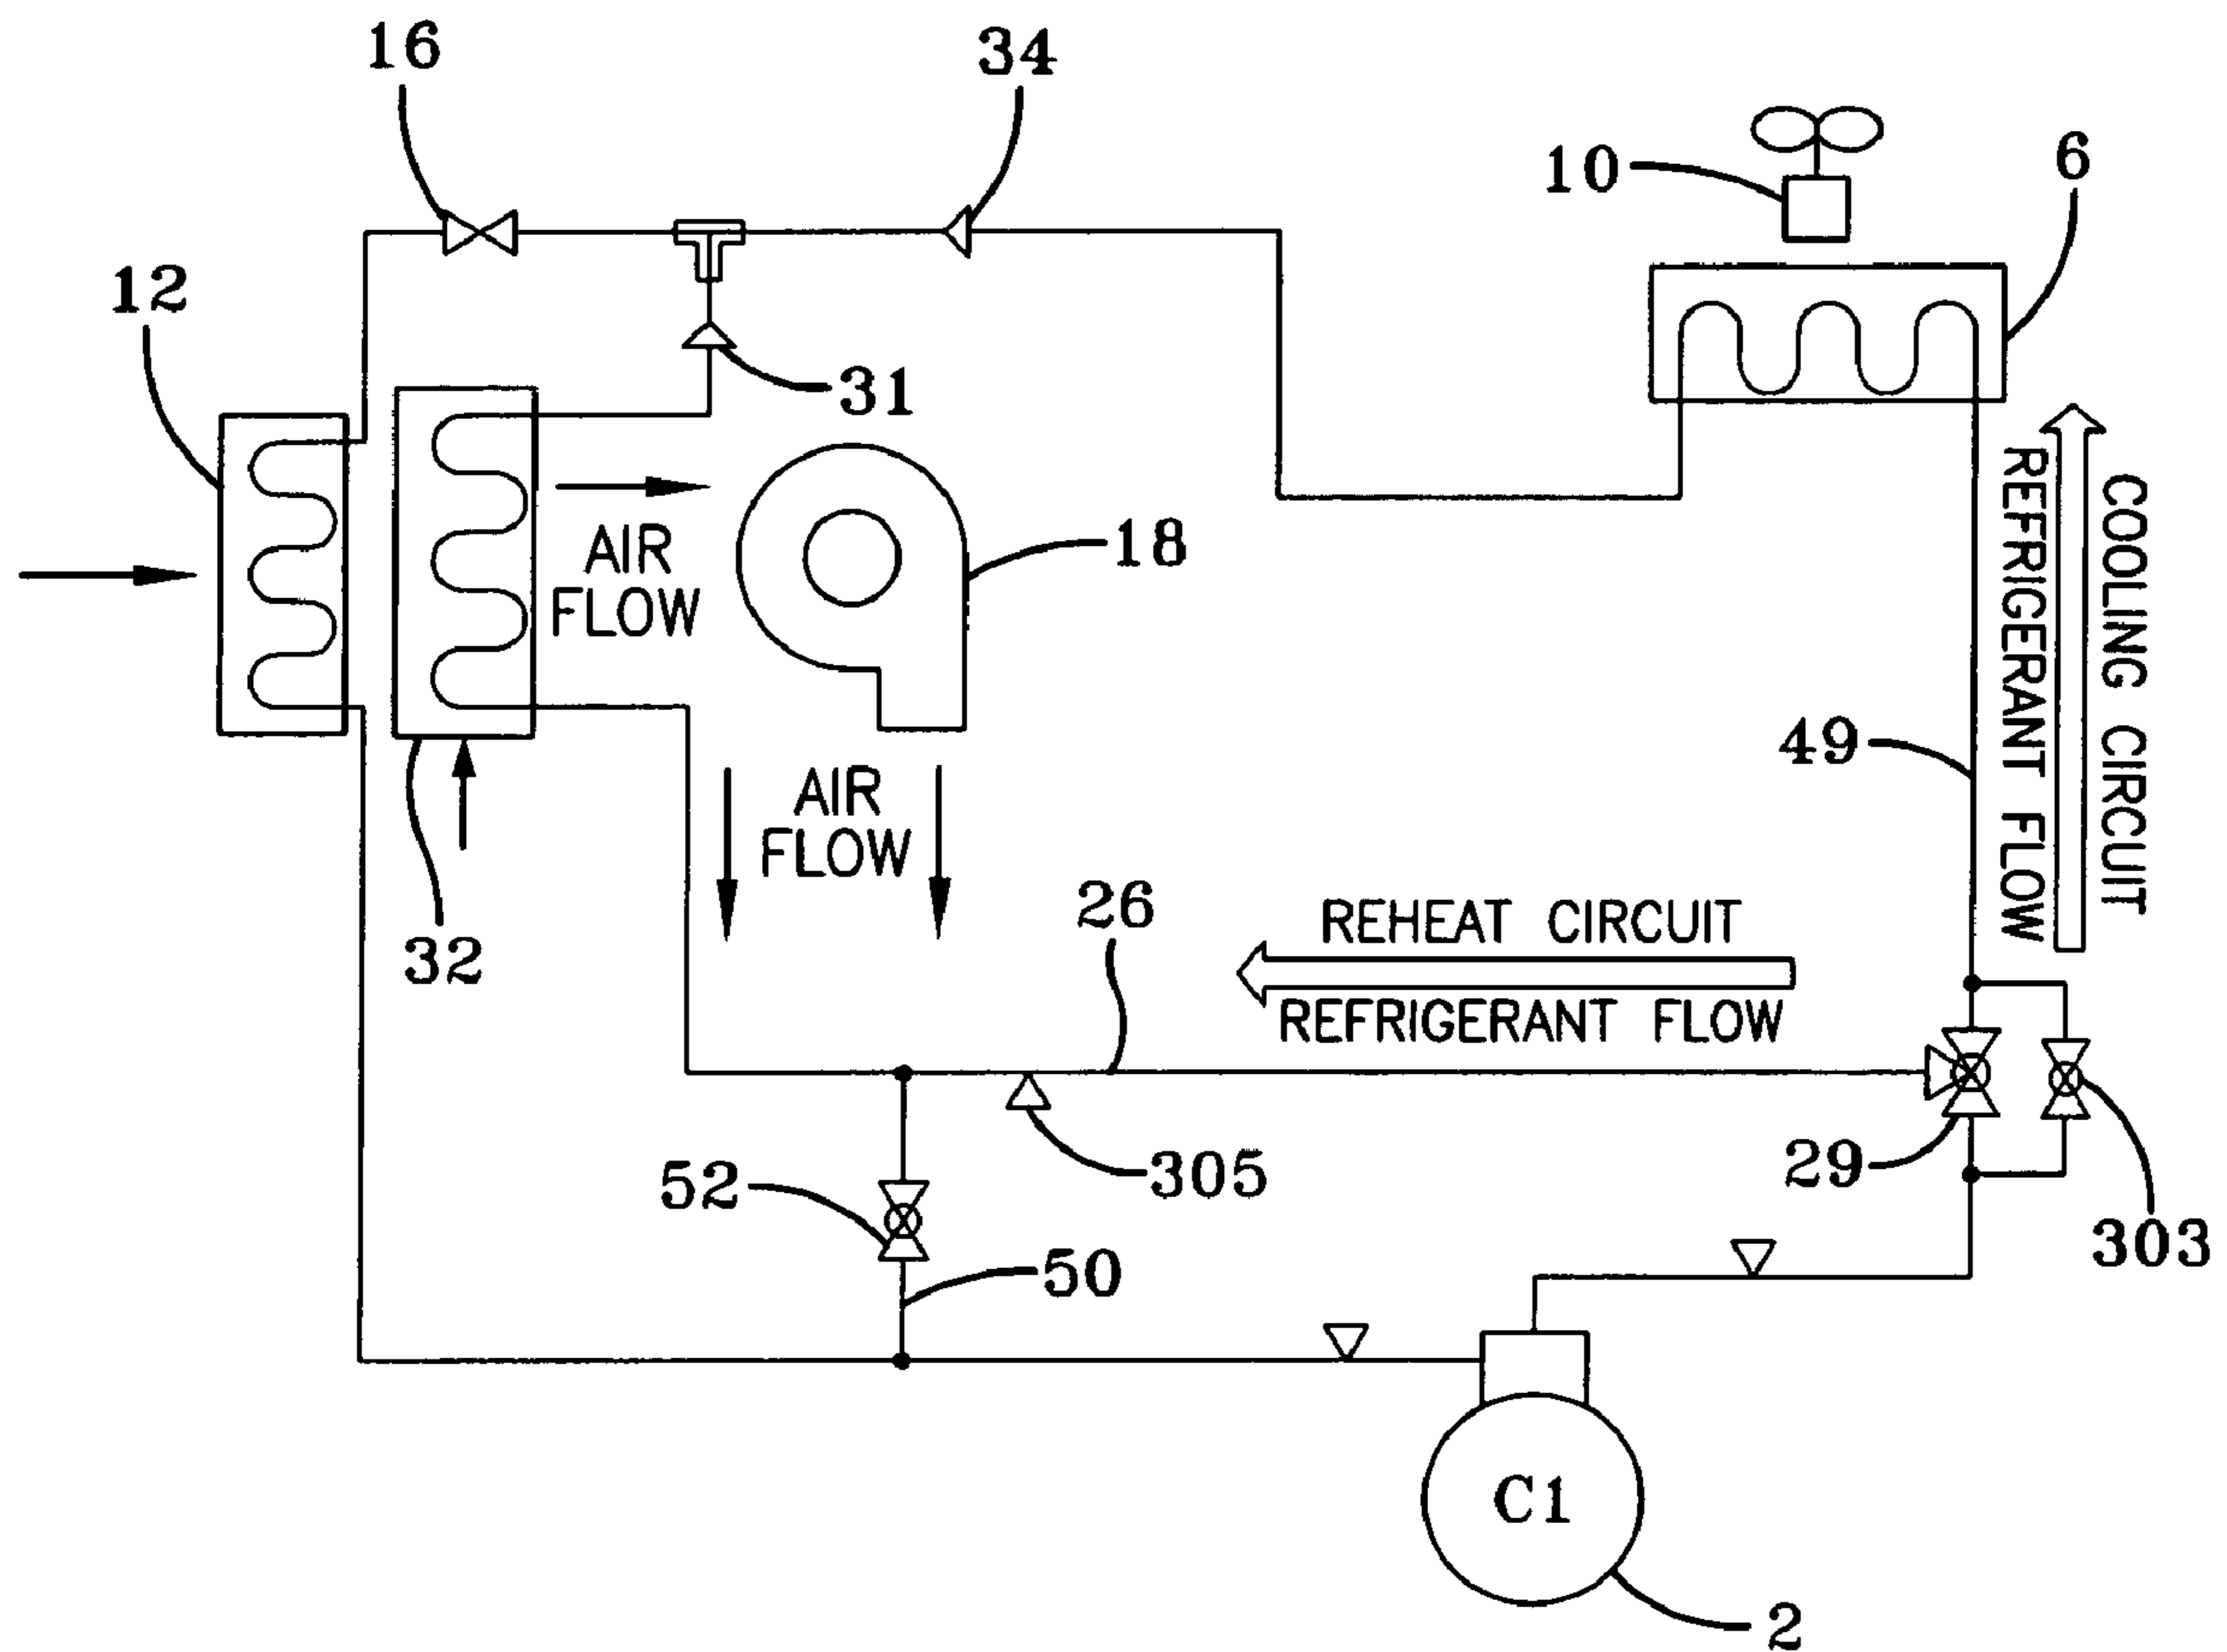 16
34
10
6
12
31
AIR
FLOW
18
REFRIGERANT FLOW
COOLING CIRCUIT
49
AIR
FLOW
32
26
REHEAT CIRCUIT
REFRIGERANT FLOW
52
305
29
303
50
C1
2